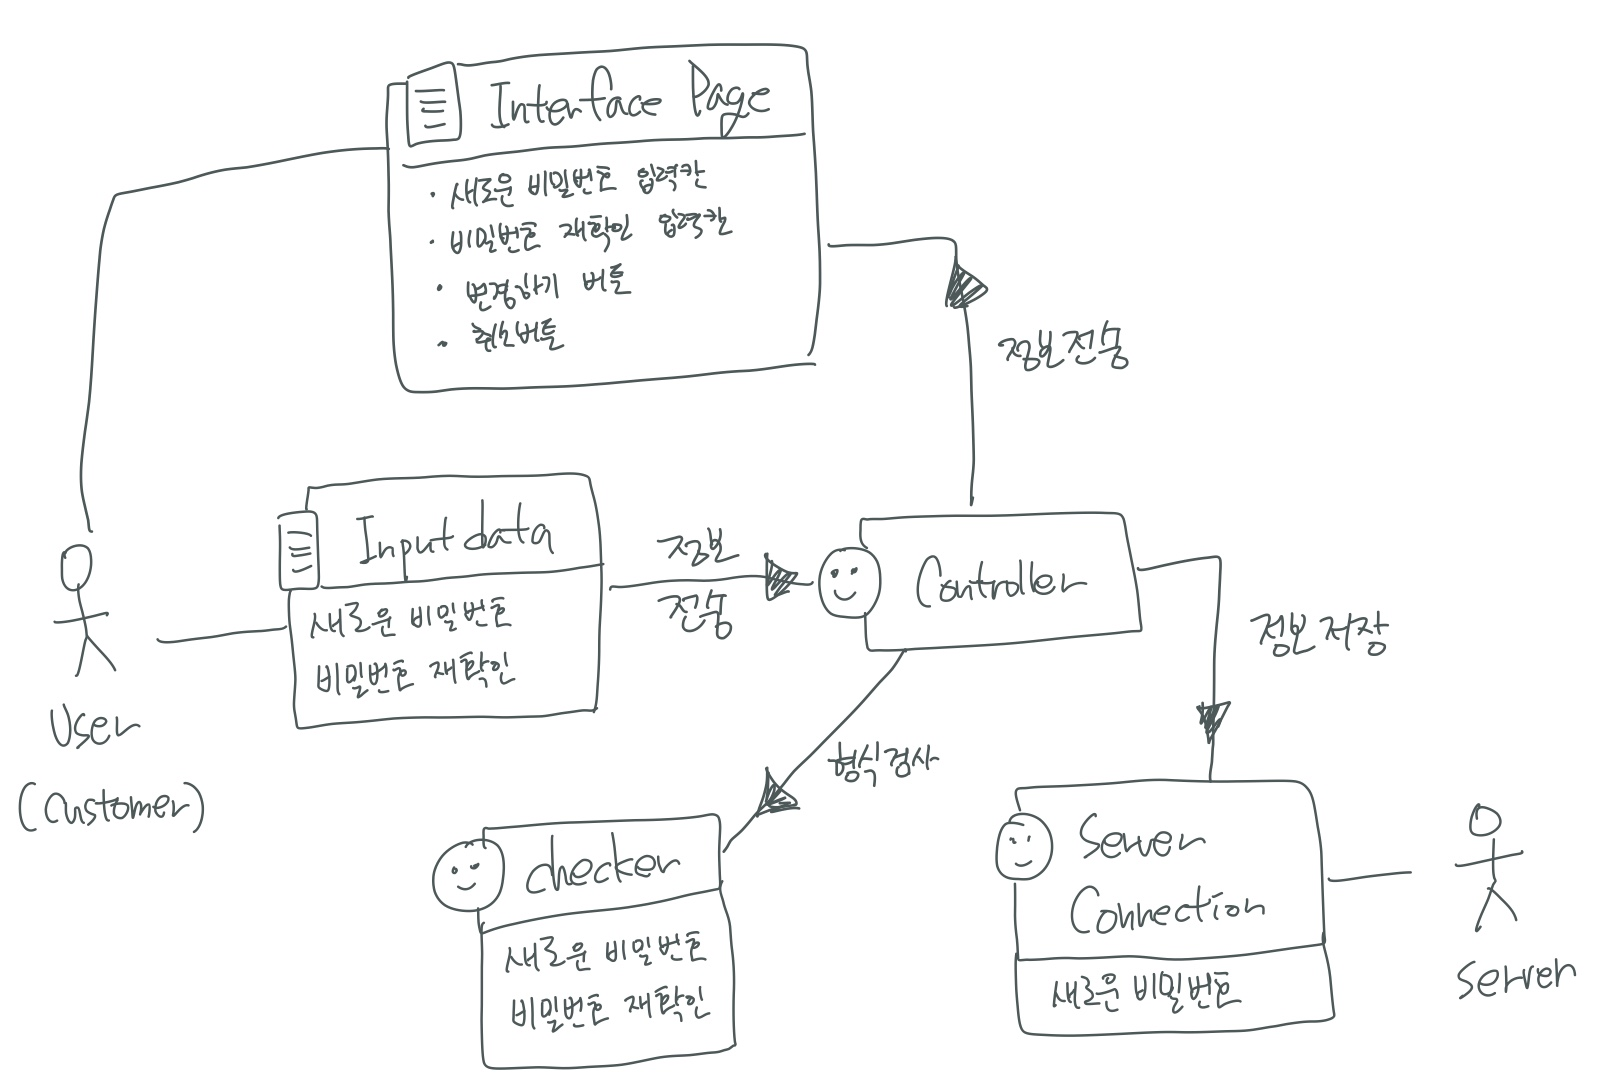 Interface Page
· 새로운 비밀번호 입력칸
· 비밀번호 재확인 입력칸
· 변경하기 버튼
· 취소버튼
정보전송
Input data
새로운 비밀번호
비밀번호 재확인
정보
전송
Controller
정보저장
User
(Customer)
형식검사
checker
새로운 비밀번호
비밀번호 재확인
Server
Connection
새로운 비밀번호
server